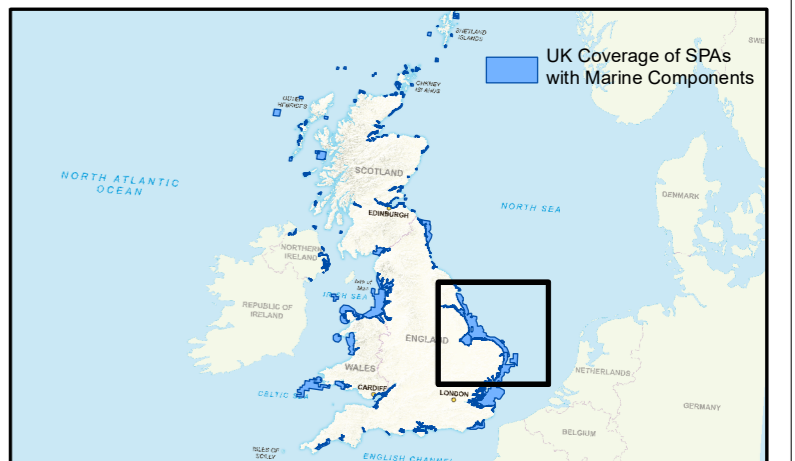 SHETLAND
ISLANDS
SWE
UK Coverage of SPAs
with Marine Components
ORKNEY
ISLANDS
OUTER
HEBRIDES
SCOTLAND
NORTH ATLANTIC
OCEAN
DENMARK
NORTH SEA
EDINBURGH
NORTHERN
IRELAND
Isle of
Man
IRISH SEA
REPUBLIC OF
IRELAND
ENGLAND
WALES
NETHERLANDS
CARDIFF
CELTIC SEA
LONDON
GERMANY
BELGIUM
ISLES OF
SCILLY
ENGLISH CHANNEL